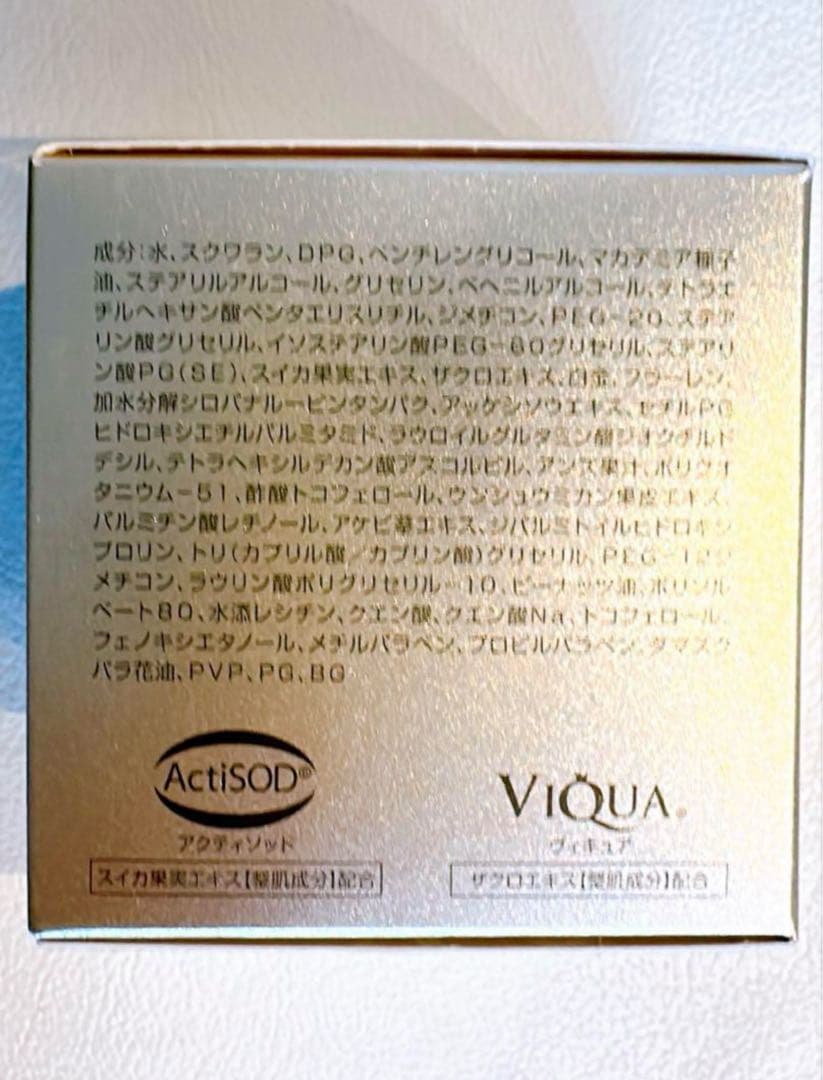 成分:水、スクワラン、DPG、ペンチレングリコール、マカデミア種子
油、ステアリルアルコール、グリセリン、ベヘニルアルコール、テトラエ
チルヘキサン酸ペンタエリスリチル、ジメチコン、PEG-20、ステア
リン酸グリセリル、イソステアリン酸PEG-60グリセリル、ステアリ
ン酸PG(SE)、スイカ果実エキス、ザクロエキス、白金、フラーレン、
加水分解シロバナルーピンタンパク、アッケシソウエキス、セチルPG
ヒドロキシエチルパルミタミド、ラウロイルグルタミン酸ジオクチルド
デシル、テトラヘキシルデカン酸アスコルビル、アンズ果汁、ポリクオ
タニウム-51、酢酸トコフェロール、ウンシュウミカン果皮エキス、
パルミチン酸レチノール、アケビ茎エキス、ジパルミトイルヒドロキシ
プロリン、トリ(カプリル酸/カプリン酸)グリセリル、PEG-12ジ
メチコン、ラウリン酸ポリグリセリル-10、ピーナッツ油、ポリソル
ベート80、水添レシチン、クエン酸、クエン酸Na、トコフェロール、
フェノキシエタノール、メチルパラベン、プロピルパラベン、ダマスク
バラ花油、PVP、PG、BG
ActiSOD®
アクティソッド
スイカ果実エキス【整肌成分】配合
VIQUA®
ヴィキュア
ザクロエキス【整肌成分】配合